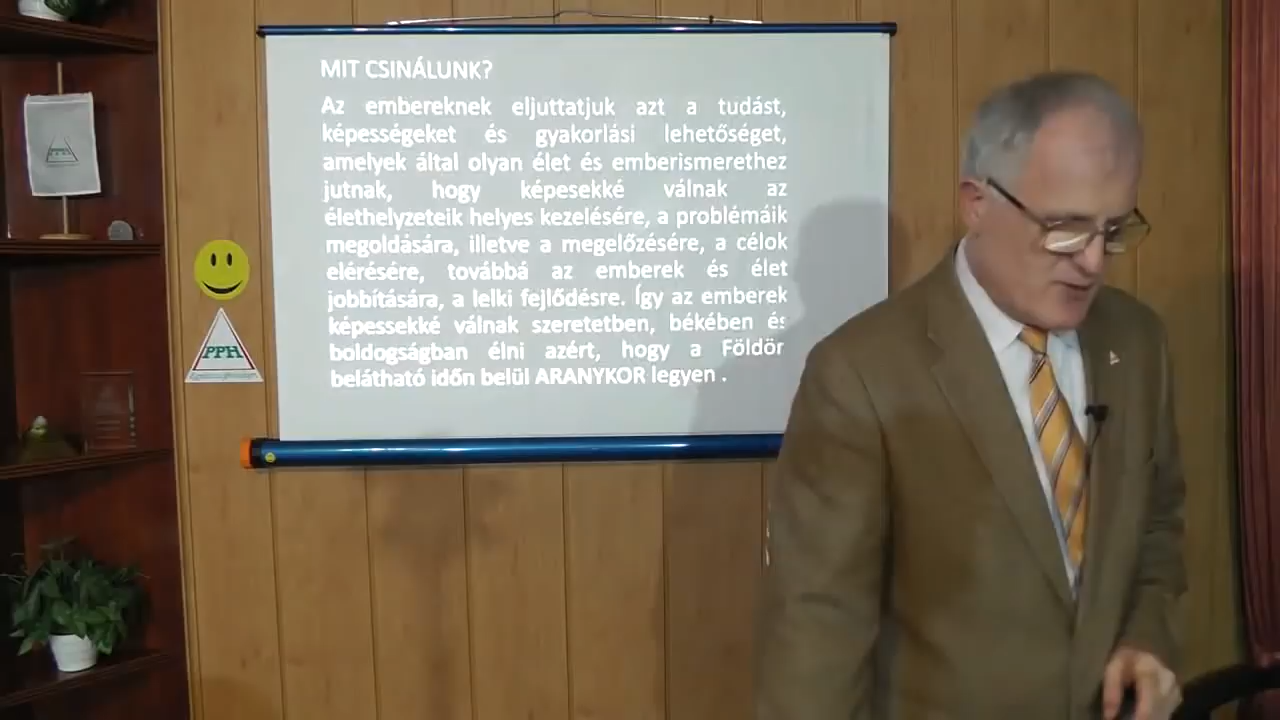 MIT CSINÁLUNK?
Az embereknek eljuttatjuk azt a tudást,
képességeket és gyakorlási lehetőséget,
amelyek által olyan élet és emberismerethez
jutnak, hogy képesekké válnak az
élethelyzeteik helyes kezelésére, a problémáik
megoldására, illetve a megelőzésére, a célok
elérésére, továbbá az emberek és élet
jobbítására, a lelki fejlődésre. Így az emberek
képessekké válnak szeretetben, békében és
boldogságban élni azért, hogy a Földör
belátható időn belül ARANYKOR legyen .
PPH